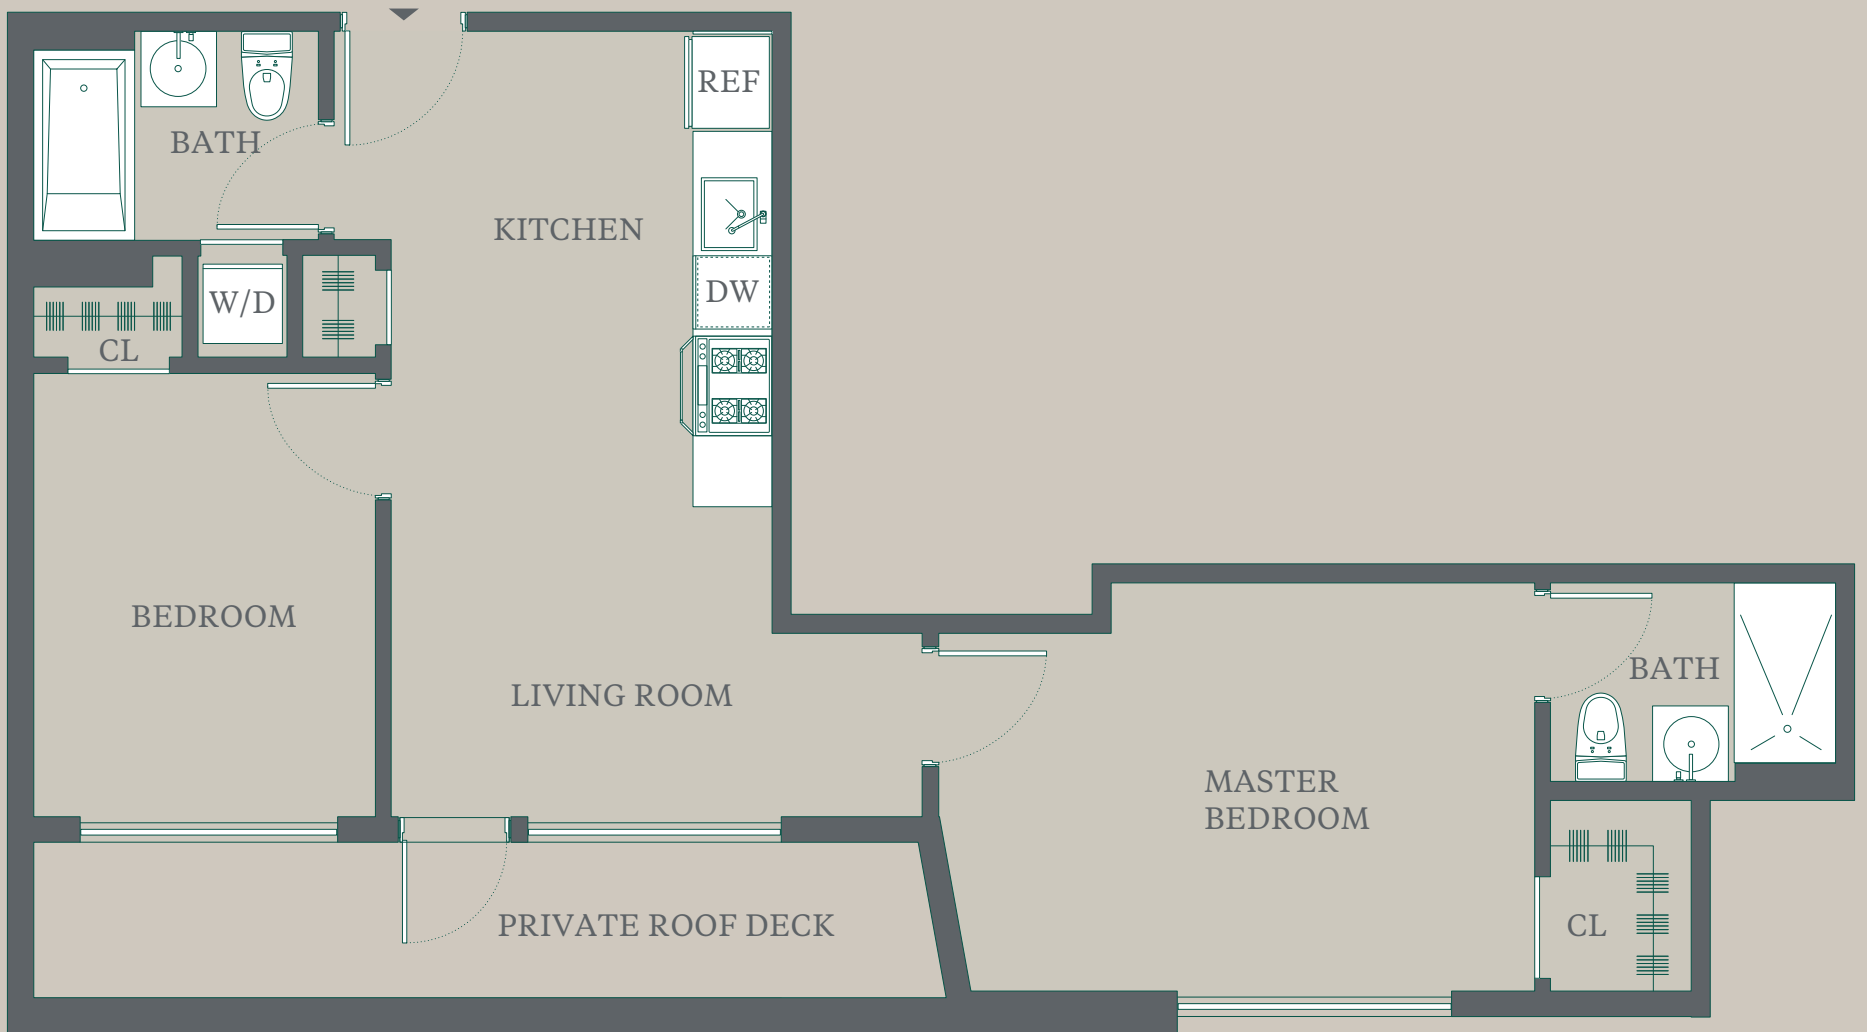 REF
BATH
KITCHEN
DW
W/D
CL
BEDROOM
LIVING ROOM
BATH
MASTER
BEDROOM
PRIVATE ROOF DECK
CL